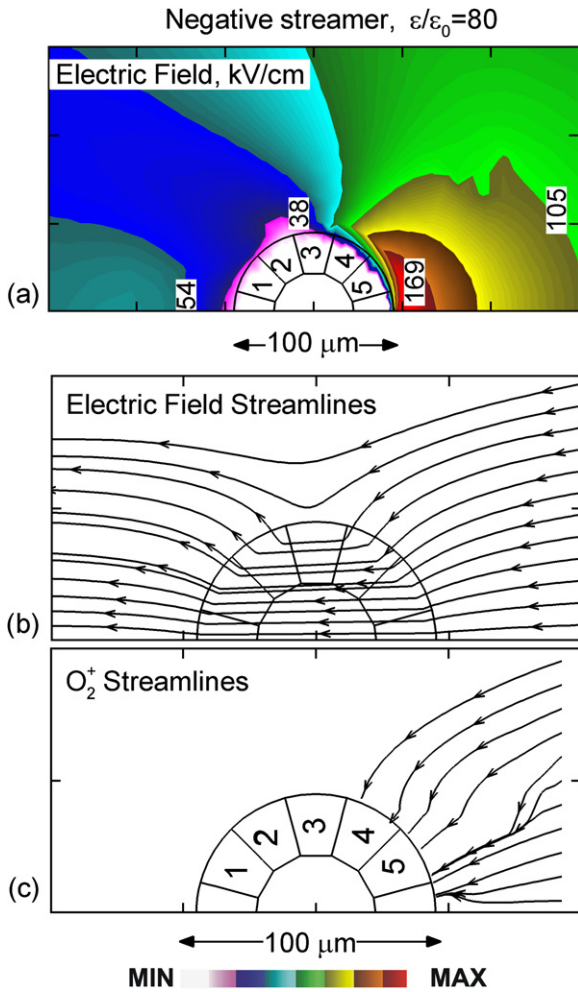 Negative streamer, ε/ε₀=80
Electric Field, kV/cm
38
105
54
169
1
2
3
4
5
(a)
100 μm
Electric Field Streamlines
(b)
O₂⁺ Streamlines
1
2
3
4
5
(c)
100 μm
MIN MAX